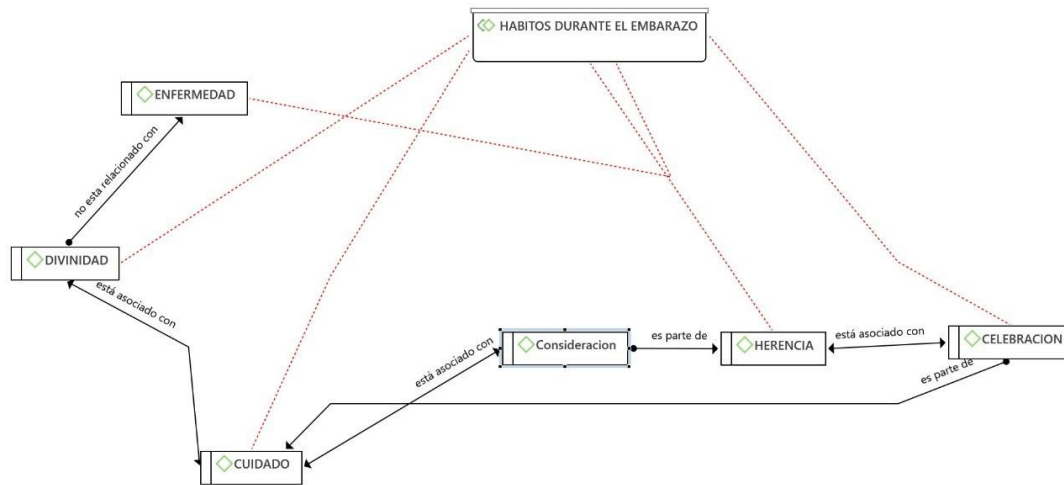 HABITOS DURANTE EL EMBARAZO
ENFERMEDAD
no esta relacionado con
DIVINIDAD
está asociado con
Consideracion
es parte de
HERENCIA
está asociado con
CELEBRACION
está asociado con
es parte de
CUIDADO